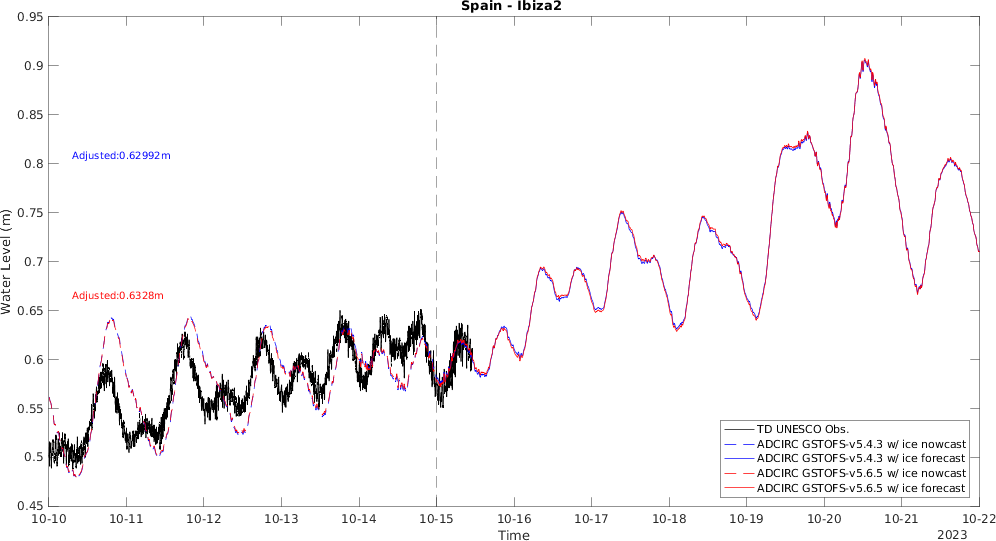 Spain - Ibiza2
0.95
0.9
0.85
0.8
0.75
0.7
0.65
0.6
0.55
0.5
0.45
Water Level (m)
Adjusted:0.62992m
Adjusted:0.6328m
TD UNESCO Obs.
ADCIRC GSTOFS-v5.4.3 w/ ice nowcast
ADCIRC GSTOFS-v5.4.3 w/ ice forecast
ADCIRC GSTOFS-v5.6.5 w/ ice nowcast
ADCIRC GSTOFS-v5.6.5 w/ ice forecast
10-10 10-11 10-12 10-13 10-14 10-15 10-16 10-17 10-18 10-19 10-20 10-21 10-22
Time
2023